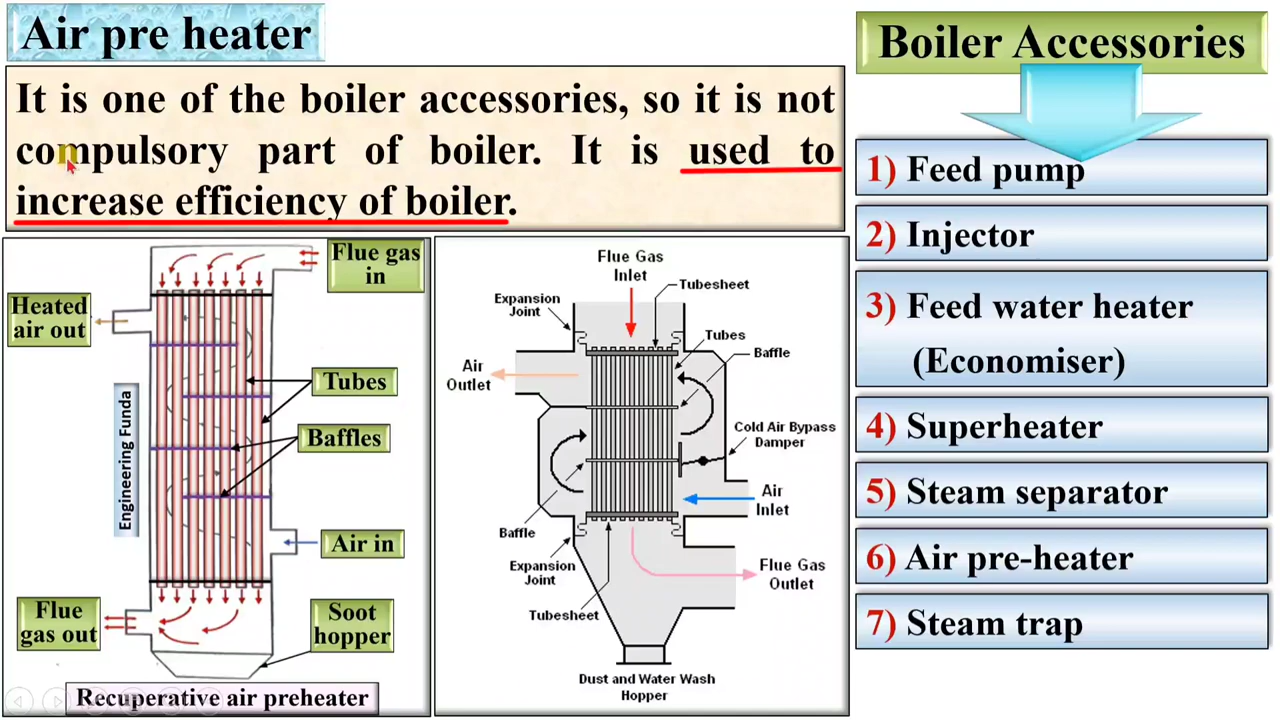 Air pre heater
It is one of the boiler accessories, so it is not
compulsory part of boiler. It is used to
increase efficiency of boiler.
Flue gas
in
Heated
air out
Tubes
Baffles
Engineering Funda
Air in
Flue
gas out
Soot
hopper
Recuperative air preheater
Flue Gas
Inlet
Tubesheet
Expansion
Joint
Tubes
Baffle
Air
Outlet
Cold Air Bypass
Damper
Air
Inlet
Baffle
Expansion
Joint
Flue Gas
Outlet
Tubesheet
Dust and Water Wash
Hopper
Boiler Accessories
1) Feed pump
2) Injector
3) Feed water heater
(Economiser)
4) Superheater
5) Steam separator
6) Air pre-heater
7) Steam trap